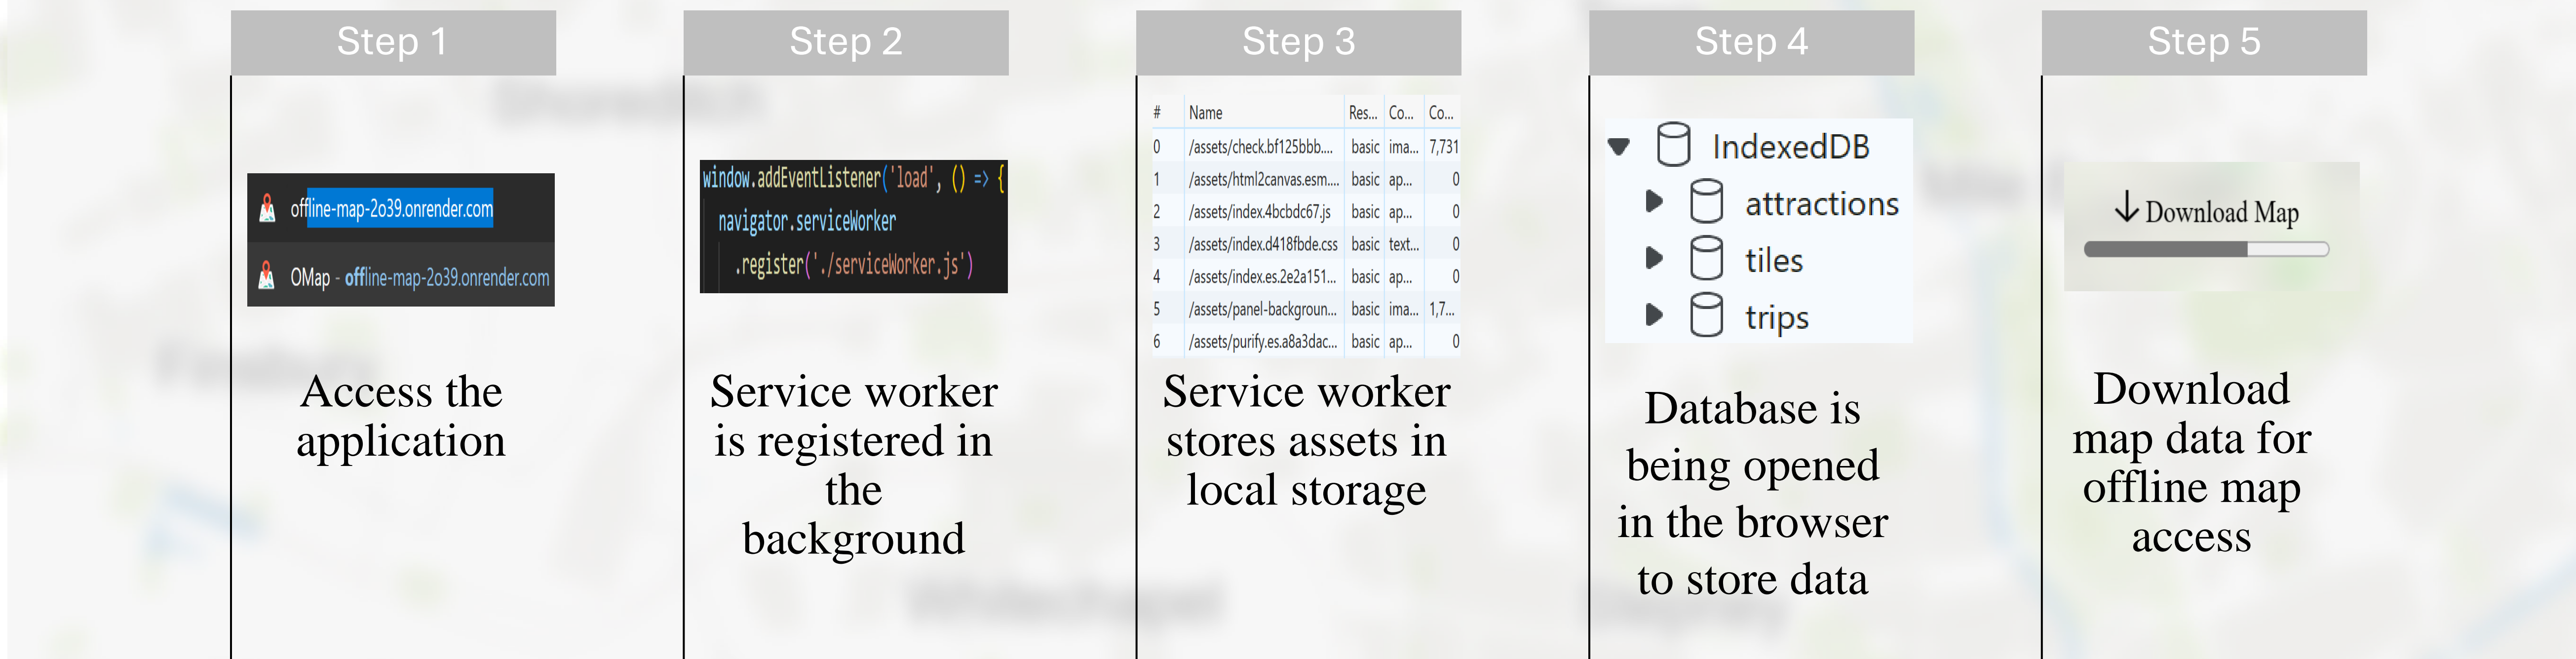 Step 1
offline-map-2o39.onrender.com
OMap - offline-map-2o39.onrender.com
Access the
application
Step 2
window.addEventListener('load', () => {
navigator.serviceWorker
.register('./serviceWorker.js')
Service worker
is registered in
the
background
Step 3
# Name Res... Co... Co...
0 /assets/check.bf125bbb.... basic ima... 7,731
1 /assets/html2canvas.esm.... basic ap... 0
2 /assets/index.4bcbdc67.js basic ap... 0
3 /assets/index.d418fbde.css basic text... 0
4 /assets/index.es.2e2a151... basic ap... 0
5 /assets/panel-backgroun... basic ima... 1,7...
6 /assets/purify.es.a8a3dac... basic ap... 0
Service worker
stores assets in
local storage
Step 4
IndexedDB
attractions
tiles
trips
Database is
being opened
in the browser
to store data
Step 5
Download Map
Download
map data for
offline map
access
Shoreditch
Whitechapel